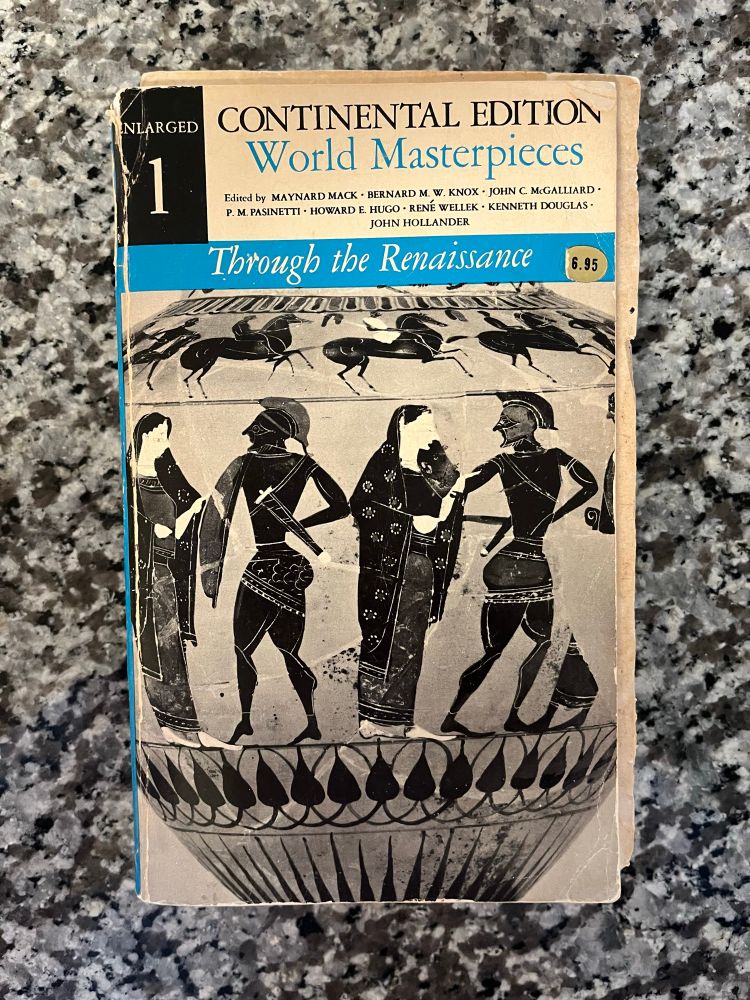 ENLARGED
1
CONTINENTAL EDITION
World Masterpieces
Edited by MAYNARD MACK · BERNARD M. W. KNOX · JOHN C. McGALLIARD ·
P. M. PASINETTI · HOWARD E. HUGO · RENÉ WELLEK · KENNETH DOUGLAS ·
JOHN HOLLANDER
Through the Renaissance
6.95